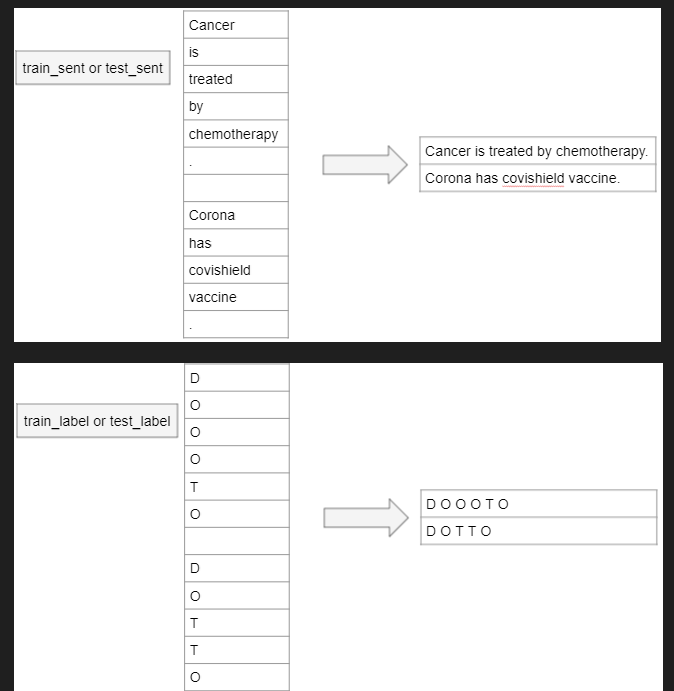 train_sent or test_sent
Cancer
is
treated
by
chemotherapy
.
Corona
has
covishield
vaccine
.
Cancer is treated by chemotherapy.
Corona has covishield vaccine.
train_label or test_label
D
O
O
O
T
O
D
O
T
T
O
D O O O T O
D O T T O